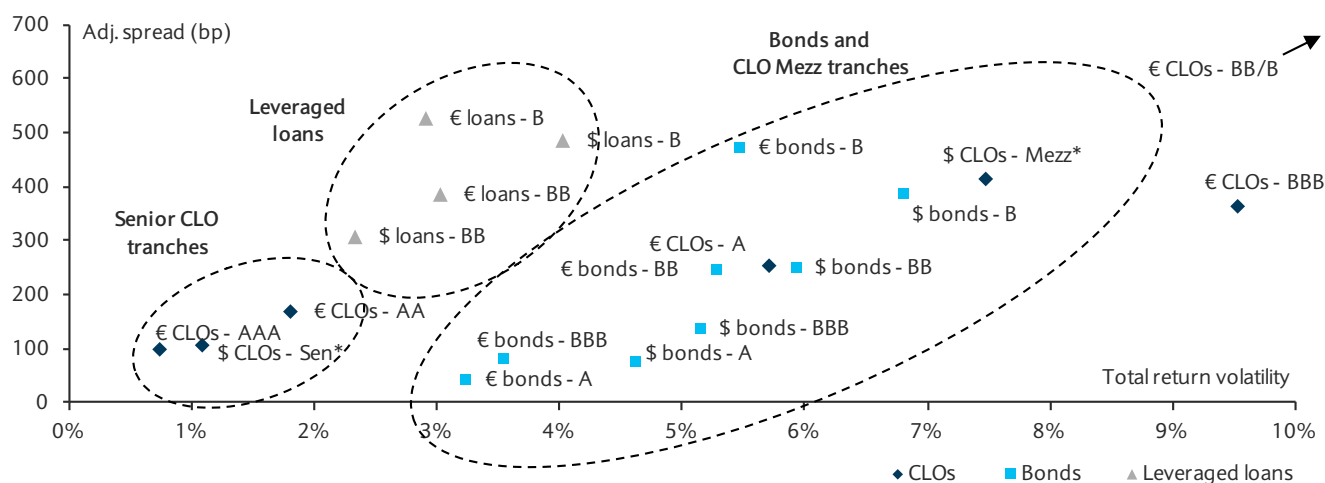 700
Adj. spread (bp)
600
500
400
300
200
100
0
0%
1%
2%
3%
4%
5%
6%
7%
8%
9%
10%
Total return volatility
Senior CLO
tranches
Leveraged
loans
Bonds and
CLO Mezz tranches
€ CLOs - BB/B
€ loans - B
$ loans - B
€ loans - BB
$ loans - BB
€ bonds - B
$ CLOs - Mezz*
€ CLOs - BBB
$ bonds - B
€ CLOs - A
€ bonds - BB
$ bonds - BB
€ CLOs - AA
€ CLOs - AAA
$ CLOs - Sen*
€ bonds - BBB
$ bonds - BBB
$ bonds - A
€ bonds - A
CLOs
Bonds
Leveraged loans